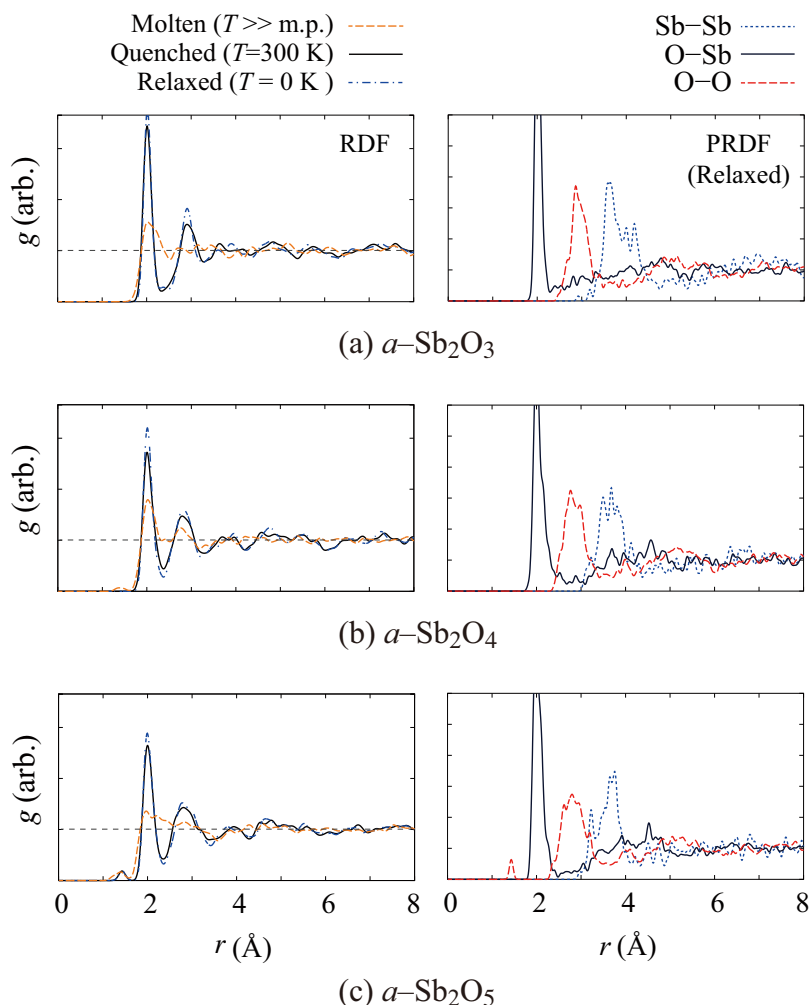 Molten (T >> m.p.)
Quenched (T=300 K)
Relaxed (T = 0 K )
Sb−Sb
O−Sb
O−O
g (arb.)
RDF
PRDF
(Relaxed)
(a) a–Sb₂O₃
g (arb.)
(b) a–Sb₂O₄
g (arb.)
0 2 4 6 8
0 2 4 6 8
r (Å)
r (Å)
(c) a–Sb₂O₅